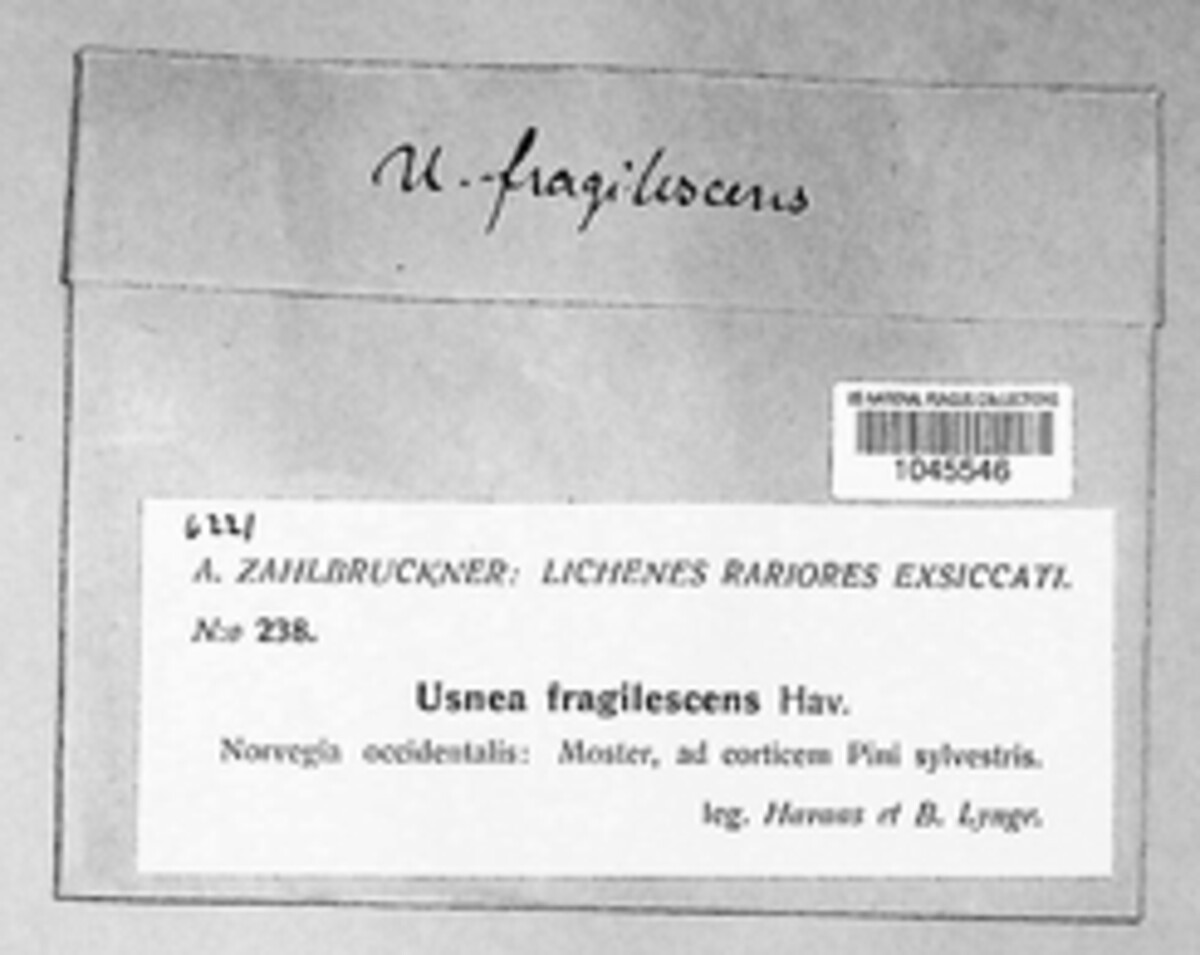 U. fragilescens
US NATIONAL FUNGUS COLLECTIONS
1045546
6221
A. ZAHLBRUCKNER: LICHENES RARIORES EXSICCATI.
N:o 238.
Usnea fragilescens Hav.
Norvegia occidentalis: Moster, ad corticem Pini sylvestris.
leg. Havaas et B. Lynge.